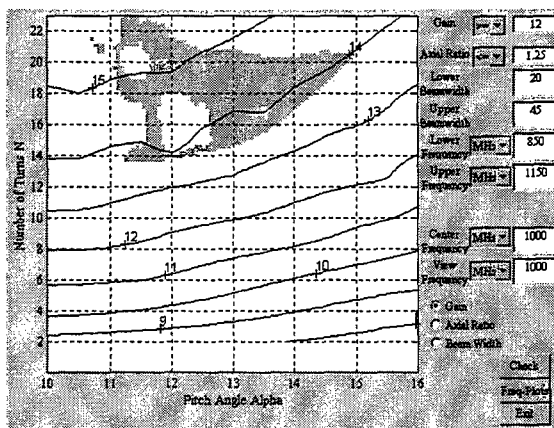 22
20
18
16
14
12
10
8
6
4
2
Number of Turns N
10
11
12
13
14
15
16
Pitch Angle Alpha
15
14
13
12
11
10
9
Gain
>=
12
Axial Ratio
<=
1.25
Lower Beamwidth
20
Upper Beamwidth
45
Lower Frequency
MHz
850
Upper Frequency
MHz
1150
Center Frequency
MHz
1000
View Frequency
MHz
1000
Gain
Axial Ratio
Beam Width
Check
Freq-Plots
Exit